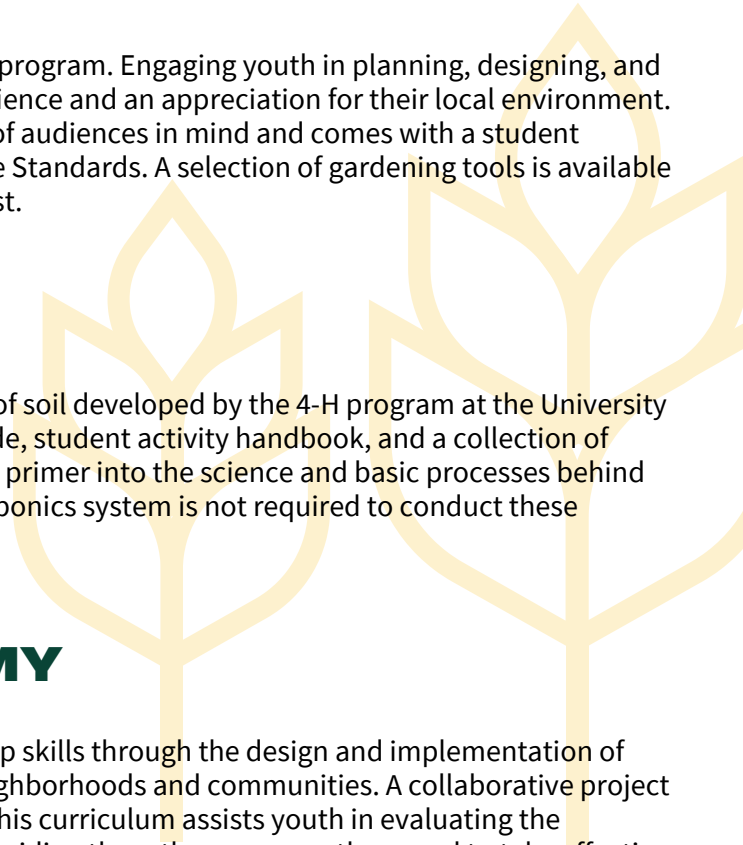 program. Engaging youth in planning, designing, and
ience and an appreciation for their local environment.
of audiences in mind and comes with a student
e Standards. A selection of gardening tools is available
st.
of soil developed by the 4-H program at the University
de, student activity handbook, and a collection of
primer into the science and basic processes behind
ponics system is not required to conduct these
MY
p skills through the design and implementation of
ghborhoods and communities. A collaborative project
his curriculum assists youth in evaluating the